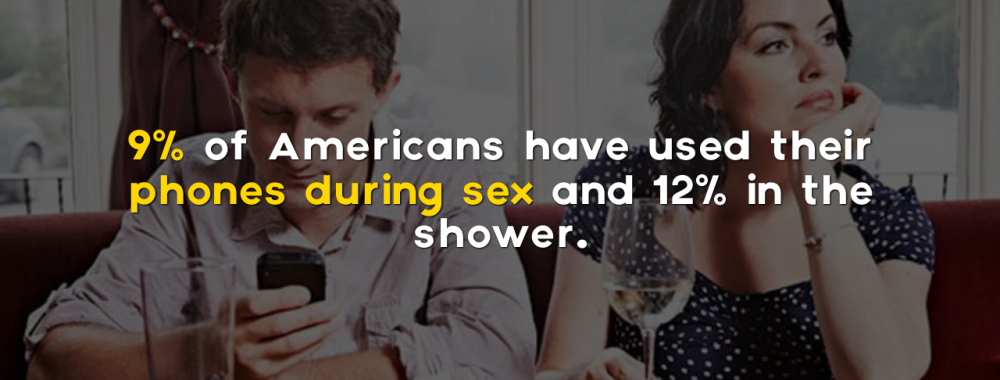 9% of Americans have used their
phones during sex and 12% in the
shower.